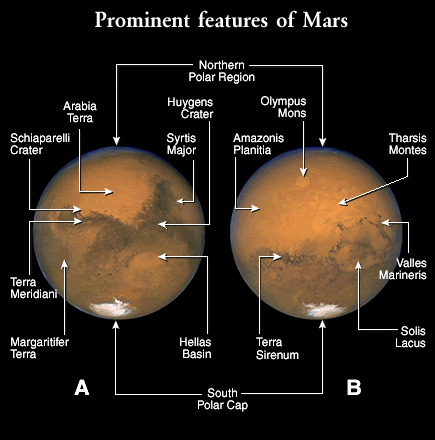 Prominent features of Mars
Northern
Polar Region
Arabia
Terra
Huygens
Crater
Olympus
Mons
Schiaparelli
Crater
Syrtis
Major
Amazonis
Planitia
Tharsis
Montes
Terra
Meridiani
Valles
Marineris
Margaritifer
Terra
Hellas
Basin
Terra
Sirenum
Solis
Lacus
A
B
South
Polar Cap